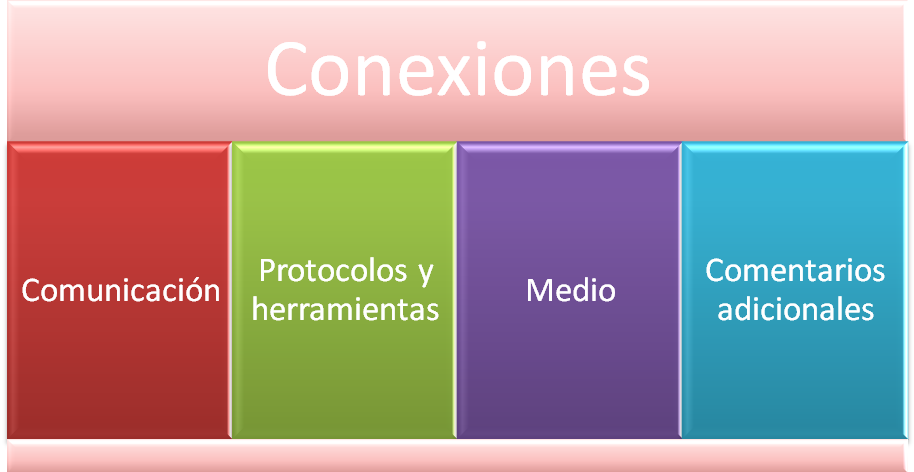 Conexiones
Comunicación
Protocolos y
herramientas
Medio
Comentarios
adicionales